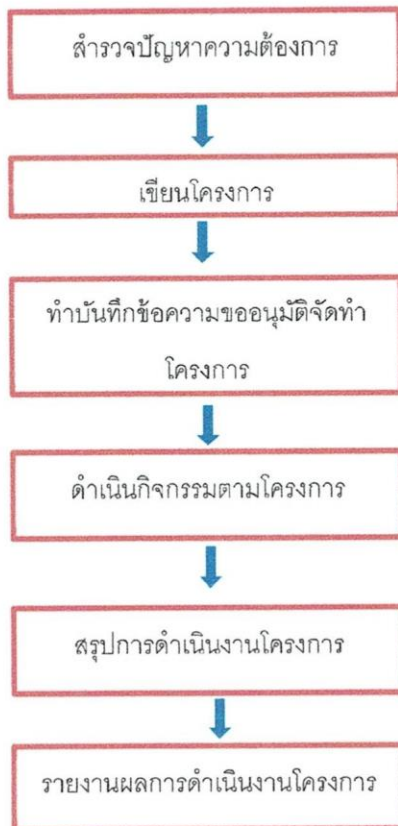 สำรวจปัญหาความต้องการ
เขียนโครงการ
ทำบันทึกข้อความขออนุมัติจัดทำ
โครงการ
ดำเนินกิจกรรมตามโครงการ
สรุปการดำเนินงานโครงการ
รายงานผลการดำเนินงานโครงการ